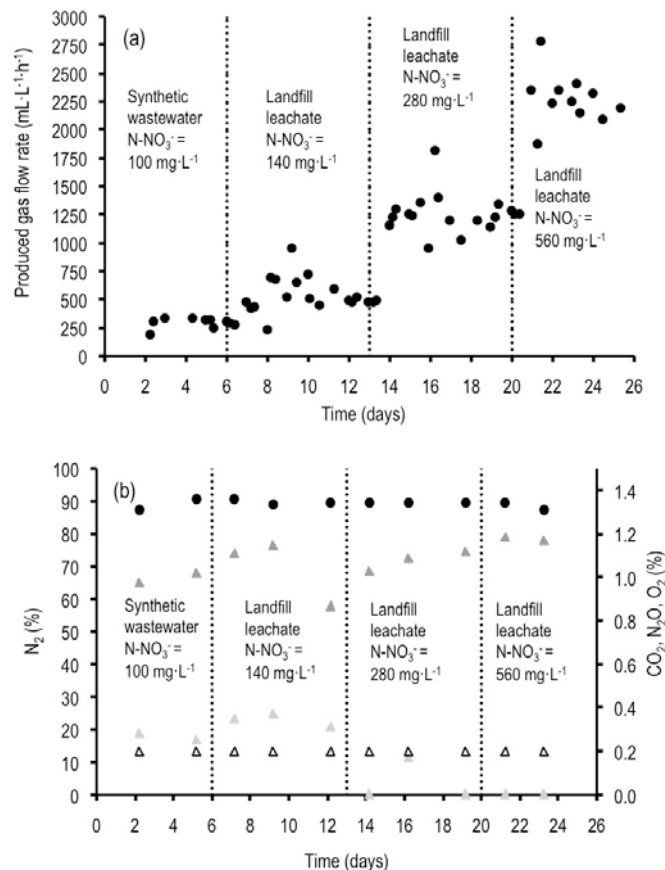 (a)
Produced gas flow rate (mL·L⁻¹·h⁻¹)
3000
2750
2500
2250
2000
1750
1500
1250
1000
750
500
250
0
Synthetic
wastewater
N-NO₃⁻ =
100 mg·L⁻¹
Landfill
leachate
N-NO₃⁻ =
140 mg·L⁻¹
Landfill
leachate
N-NO₃⁻ =
280 mg·L⁻¹
Landfill
leachate
N-NO₃⁻ =
560 mg·L⁻¹
0 2 4 6 8 10 12 14 16 18 20 22 24 26
Time (days)
(b)
N₂ (%)
100
90
80
70
60
50
40
30
20
10
0
Synthetic
wastewater
N-NO₃⁻ =
100 mg·L⁻¹
Landfill
leachate
N-NO₃⁻ =
140 mg·L⁻¹
Landfill
leachate
N-NO₃⁻ =
280 mg·L⁻¹
Landfill
leachate
N-NO₃⁻ =
560 mg·L⁻¹
1.4
1.2
1.0
0.8
0.6
0.4
0.2
0.0
CO₂, N₂O, O₂ (%)
0 2 4 6 8 10 12 14 16 18 20 22 24 26
Time (days)